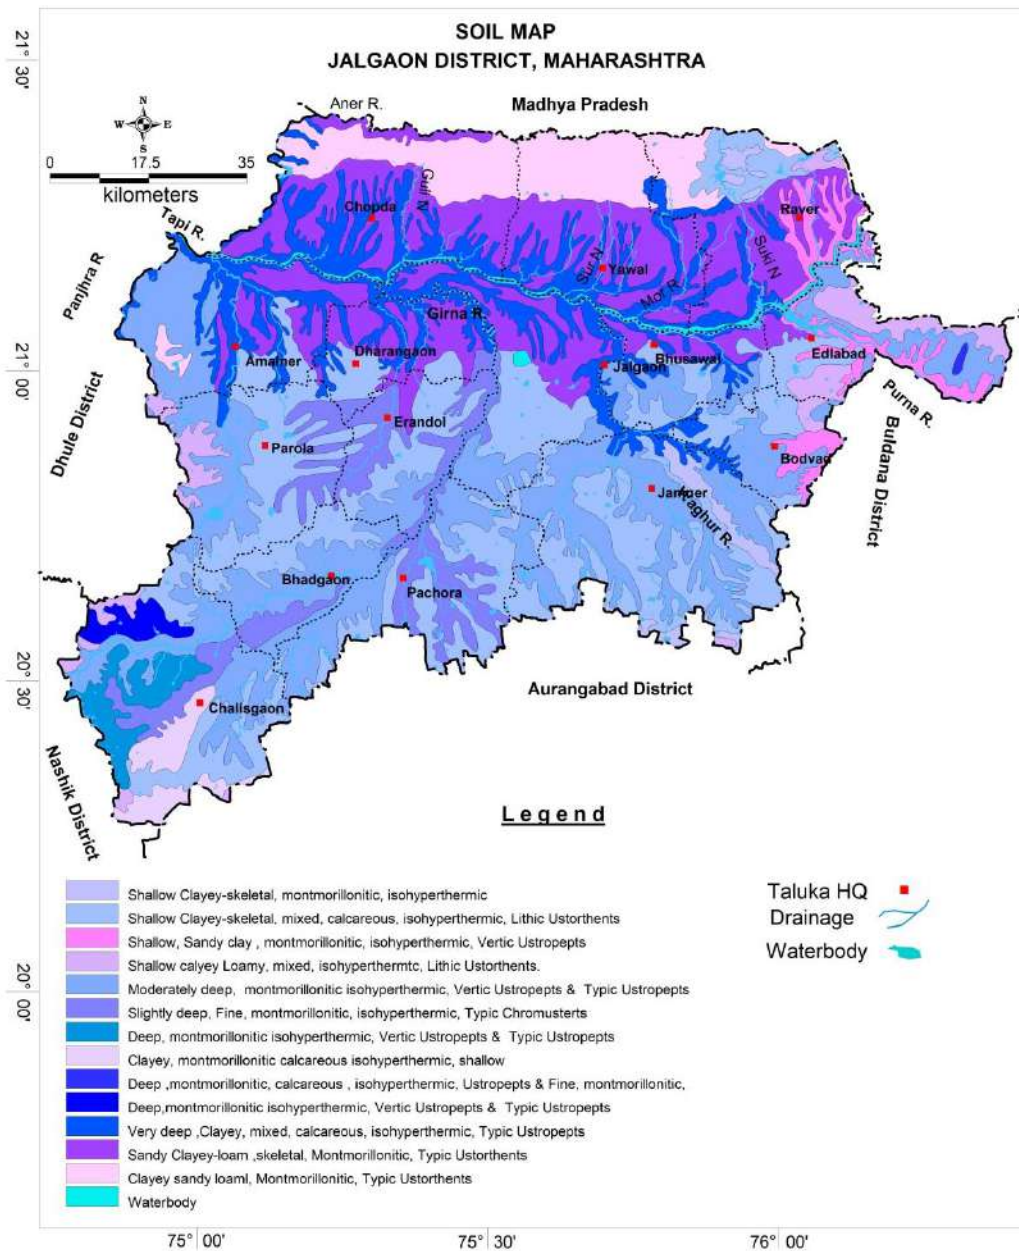 SOIL MAP
JALGAON DISTRICT, MAHARASHTRA
21° 30'
Aner R.
Madhya Pradesh
N
W E
S
0 17.5 35
kilometers
Guli N
Chopda
Raver
Tapi R.
Panjhra R
Sur N
Yawal
Suki N
Mor R.
Girna R.
Amalner
Dharangaon
Jalgaon
Bhusawal
Edlabad
21° 00'
Purna R.
Dhule District
Erandol
Parola
Bodvad
Buldana District
Jamner
Waghur R.
Bhadgaon
Pachora
20° 30'
Aurangabad District
Chalisgaon
Nashik District
Legend
Shallow Clayey-skeletal, montmorillonitic, isohyperthermic
Shallow Clayey-skeletal, mixed, calcareous, isohyperthermic, Lithic Ustorthents
Shallow, Sandy clay , montmorillonitic, isohyperthermic, Vertic Ustropepts
Shallow calyey Loamy, mixed, isohyperthermtc, Lithic Ustorthents.
Moderately deep, montmorillonitic isohyperthermic, Vertic Ustropepts & Typic Ustropepts
Slightly deep, Fine, montmorillonitic, isohyperthermic, Typic Chromusterts
Deep, montmorillonitic isohyperthermic, Vertic Ustropepts & Typic Ustropepts
Clayey, montmorillonitic calcareous isohyperthermic, shallow
Deep ,montmorillonitic, calcareous , isohyperthermic, Ustropepts & Fine, montmorillonitic,
Deep,montmorillonitic isohyperthermic, Vertic Ustropepts & Typic Ustropepts
Very deep ,Clayey, mixed, calcareous, isohyperthermic, Typic Ustropepts
Sandy Clayey-loam ,skeletal, Montmorillonitic, Typic Ustorthents
Clayey sandy loaml, Montmorillonitic, Typic Ustorthents
Waterbody
Taluka HQ
Drainage
Waterbody
20° 00'
75° 00' 75° 30' 76° 00'